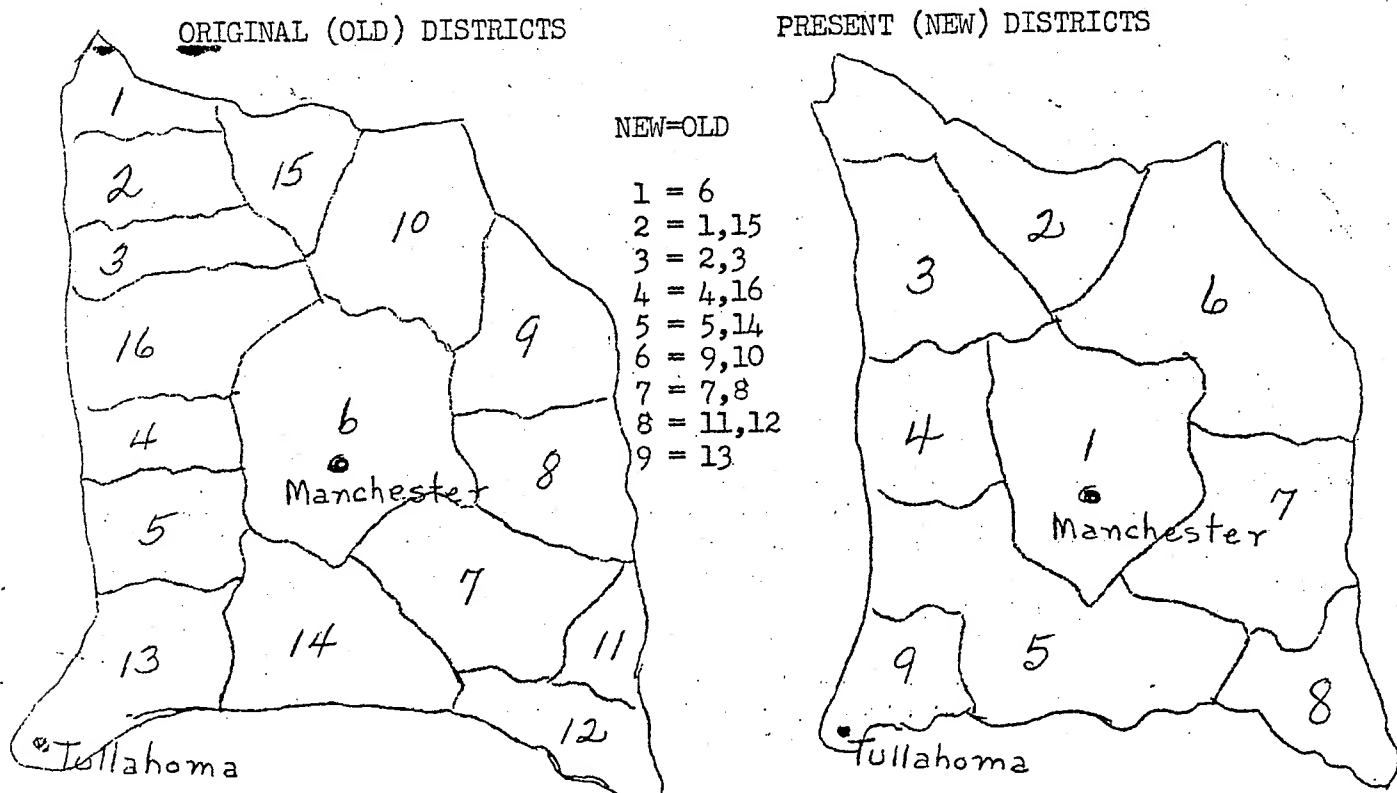 ORIGINAL (OLD) DISTRICTS
1
2
15
3
10
16
9
4
6
Manchester
8
5
7
13
14
11
12
Tullahoma
NEW=OLD
1 = 6
2 = 1,15
3 = 2,3
4 = 4,16
5 = 5,14
6 = 9,10
7 = 7,8
8 = 11,12
9 = 13
PRESENT (NEW) DISTRICTS
2
3
6
4
1
Manchester
7
9
5
8
Tullahoma